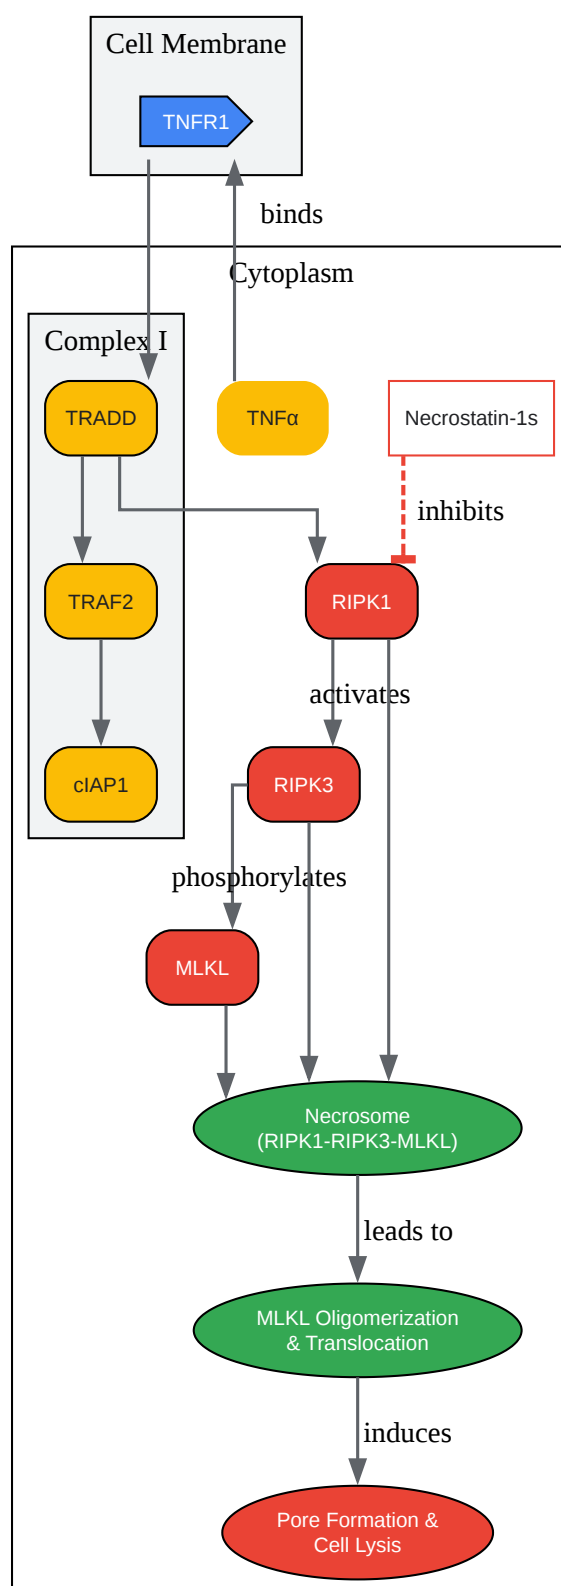 Cell Membrane
TNFR1
binds
Cytoplasm
Complex I
TRADD
TNFα
Necrostatin-1s
inhibits
TRAF2
RIPK1
activates
cIAP1
RIPK3
phosphorylates
MLKL
Necrosome
(RIPK1-RIPK3-MLKL)
leads to
MLKL Oligomerization
& Translocation
induces
Pore Formation &
Cell Lysis